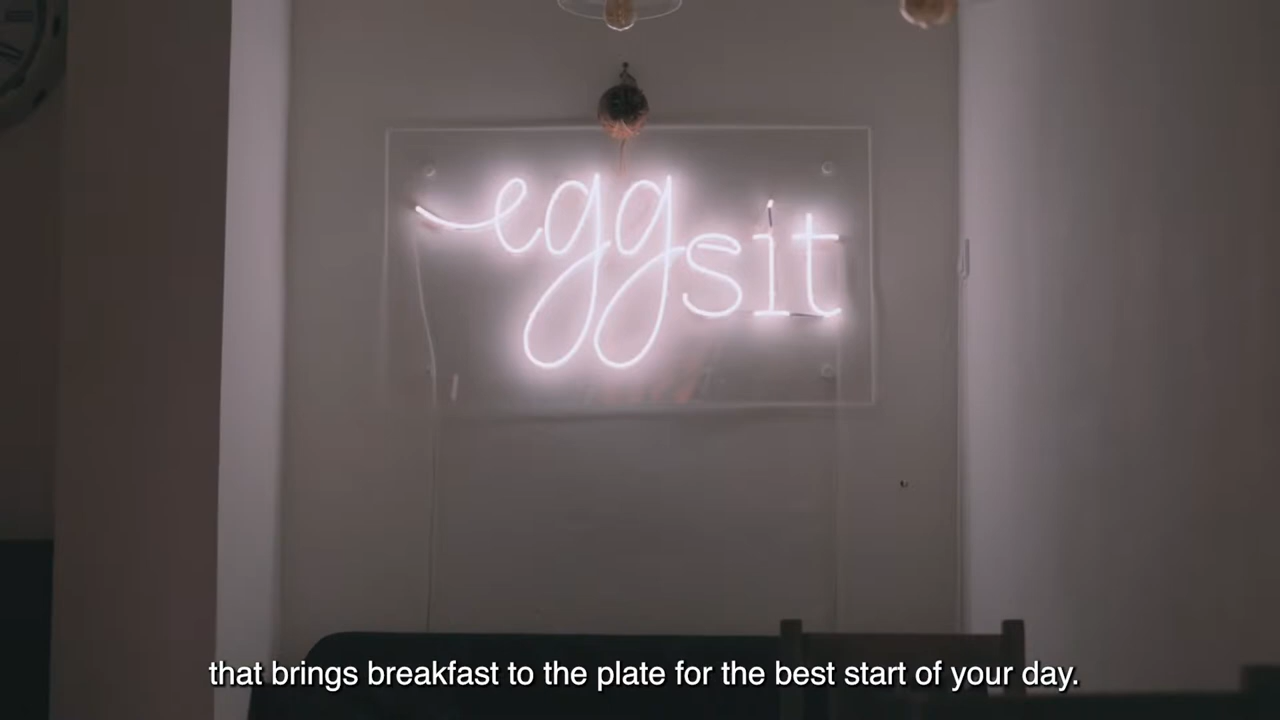 eggsit
that brings breakfast to the plate for the best start of your day.